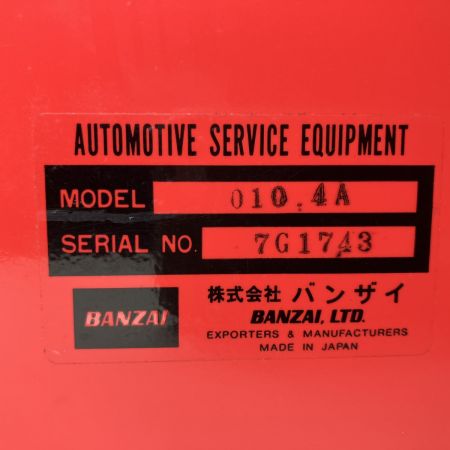 AUTOMOTIVE SERVICE EQUIPMENT
MODEL 010.4A
SERIAL NO. 7G1743
BANZAI
株式会社 バンザイ
BANZAI, LTD.
EXPORTERS & MANUFACTURERS
MADE IN JAPAN